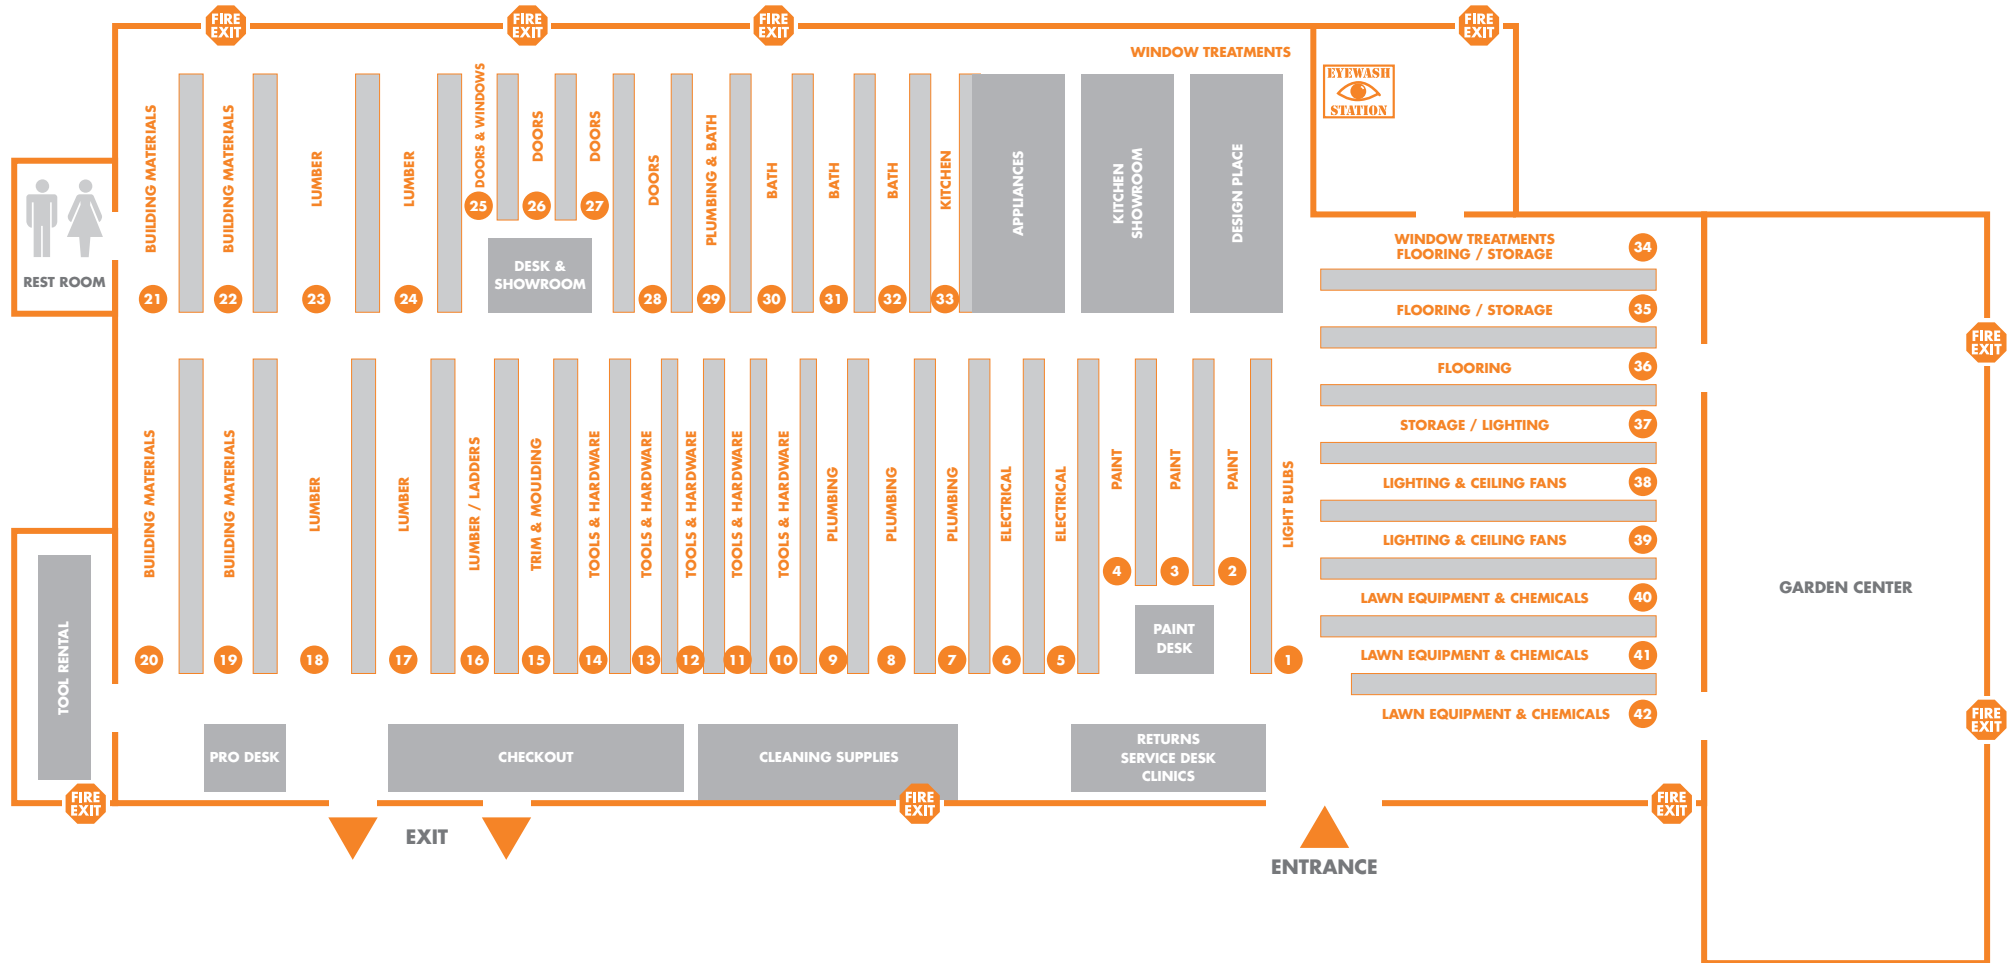 FIRE
EXIT
FIRE
EXIT
FIRE
EXIT
FIRE
EXIT
WINDOW TREATMENTS
EYEWASH
STATION
BUILDING MATERIALS
21
BUILDING MATERIALS
22
LUMBER
23
LUMBER
24
DOORS & WINDOWS
25
DOORS
26
DOORS
27
DESK &
SHOWROOM
DOORS
28
PLUMBING & BATH
29
BATH
30
BATH
31
BATH
32
KITCHEN
33
APPLIANCES
KITCHEN
SHOWROOM
DESIGN PLACE
REST ROOM
WINDOW TREATMENTS
FLOORING / STORAGE
34
FLOORING / STORAGE
35
FLOORING
36
STORAGE / LIGHTING
37
LIGHTING & CEILING FANS
38
LIGHTING & CEILING FANS
39
LAWN EQUIPMENT & CHEMICALS
40
LAWN EQUIPMENT & CHEMICALS
41
LAWN EQUIPMENT & CHEMICALS
42
FIRE
EXIT
GARDEN CENTER
FIRE
EXIT
BUILDING MATERIALS
20
BUILDING MATERIALS
19
LUMBER
18
LUMBER
17
LUMBER / LADDERS
16
TRIM & MOULDING
15
TOOLS & HARDWARE
14
TOOLS & HARDWARE
13
TOOLS & HARDWARE
12
TOOLS & HARDWARE
11
TOOLS & HARDWARE
10
PLUMBING
9
PLUMBING
8
PLUMBING
7
ELECTRICAL
6
ELECTRICAL
5
PAINT
4
PAINT
3
PAINT
2
PAINT
DESK
LIGHT BULBS
1
TOOL RENTAL
PRO DESK
CHECKOUT
CLEANING SUPPLIES
RETURNS
SERVICE DESK
CLINICS
FIRE
EXIT
FIRE
EXIT
FIRE
EXIT
EXIT
ENTRANCE